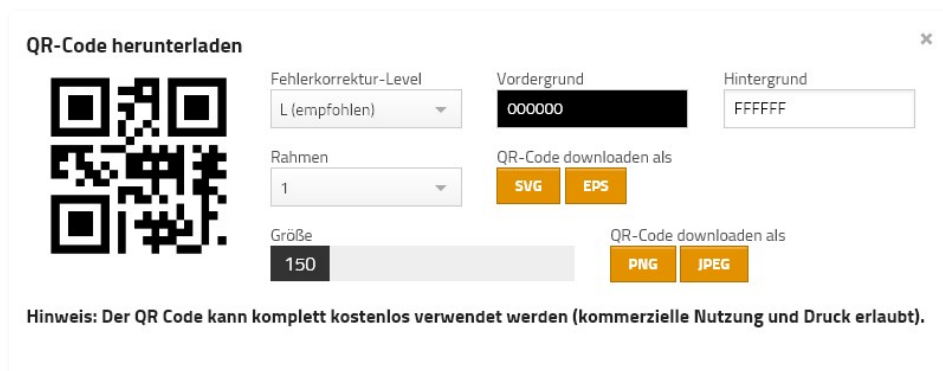 QR-Code herunterladen
×
Fehlerkorrektur-Level
L (empfohlen)
Vordergrund
000000
Hintergrund
FFFFFF
Rahmen
1
QR-Code downloaden als
SVG
EPS
Größe
150
QR-Code downloaden als
PNG
JPEG
Hinweis: Der QR Code kann komplett kostenlos verwendet werden (kommerzielle Nutzung und Druck erlaubt).